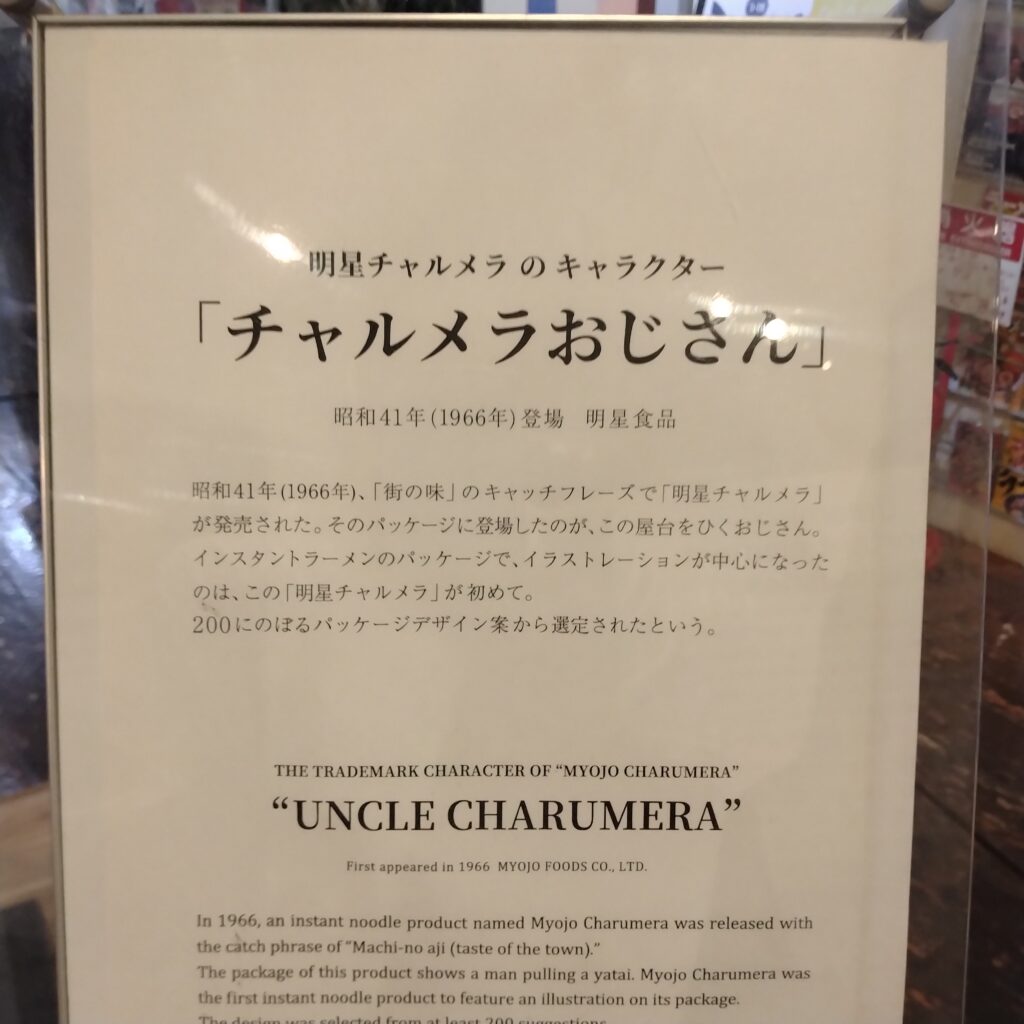 明星チャルメラ の キャラクター
「チャルメラおじさん」
昭和41年(1966年)登場　明星食品
昭和41年(1966年)、「街の味」のキャッチフレーズで「明星チャルメラ」
が発売された。そのパッケージに登場したのが、この屋台をひくおじさん。
インスタントラーメンのパッケージで、イラストレーションが中心になった
のは、この「明星チャルメラ」が初めて。
200にのぼるパッケージデザイン案から選定されたという。
THE TRADEMARK CHARACTER OF “MYOJO CHARUMERA”
“UNCLE CHARUMERA”
First appeared in 1966 MYOJO FOODS CO., LTD.
In 1966, an instant noodle product named Myojo Charumera was released with
the catch phrase of “Machi-no aji (taste of the town).”
The package of this product shows a man pulling a yatai. Myojo Charumera was
the first instant noodle product to feature an illustration on its package.
The design was selected from at least 200 suggestions.